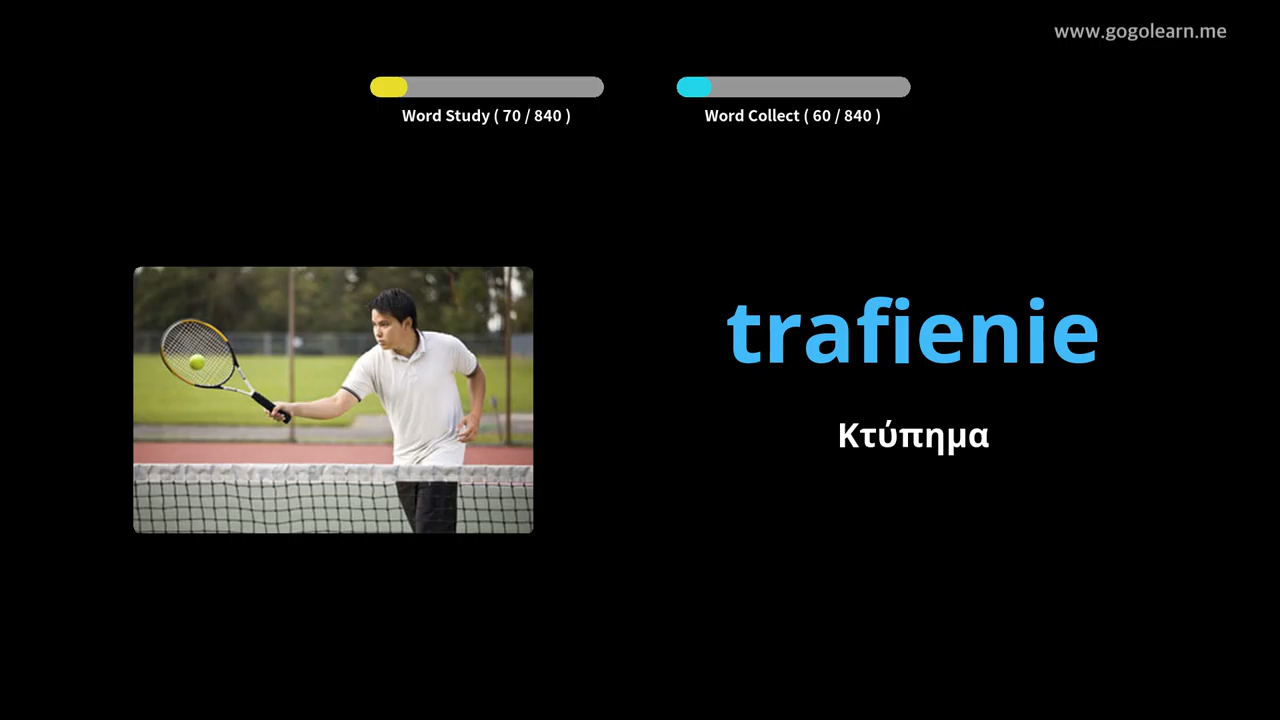 www.gogolearn.me
Word Study ( 70 / 840 )
Word Collect ( 60 / 840 )
trafienie
Κτύπημα